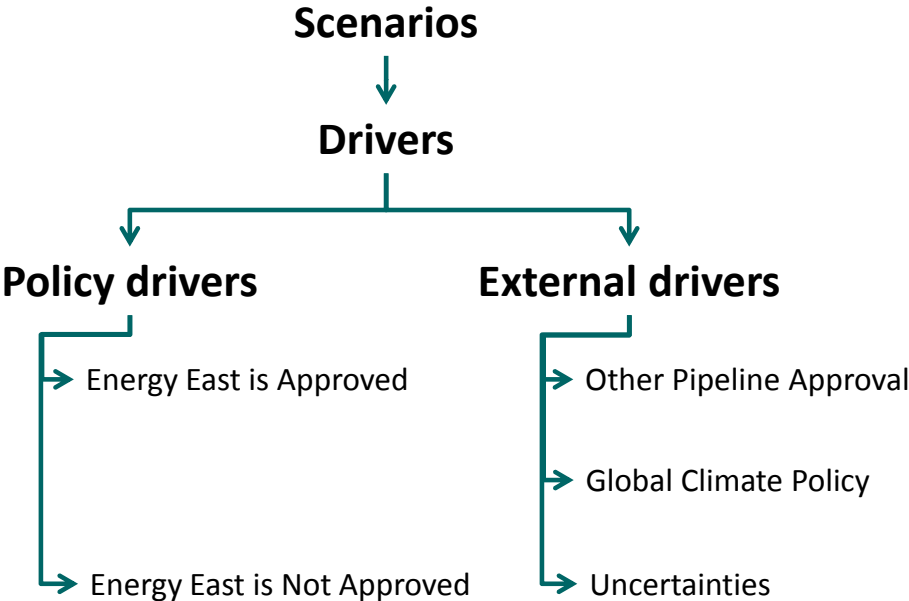 Scenarios
Drivers
Policy drivers
External drivers
Energy East is Approved
Other Pipeline Approval
Global Climate Policy
Energy East is Not Approved
Uncertainties